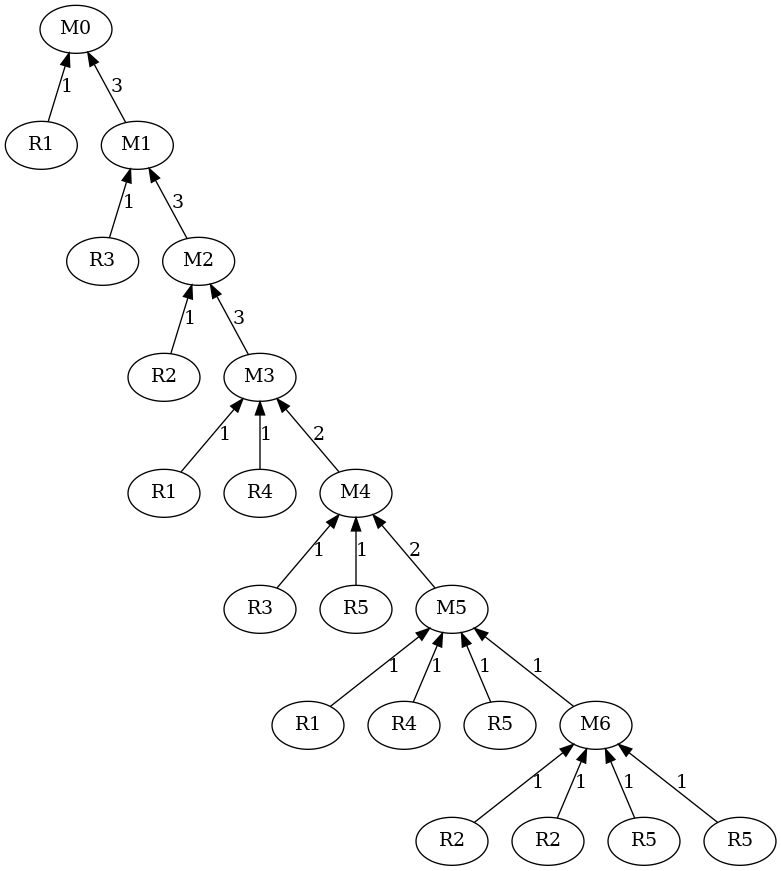 M0
1 3
R1 M1
1 3
R3 M2
1 3
R2 M3
1 1 2
R1 R4 M4
1 1 2
R3 R5 M5
1 1 1 1
R1 R4 R5 M6
1 1 1 1
R2 R2 R5 R5